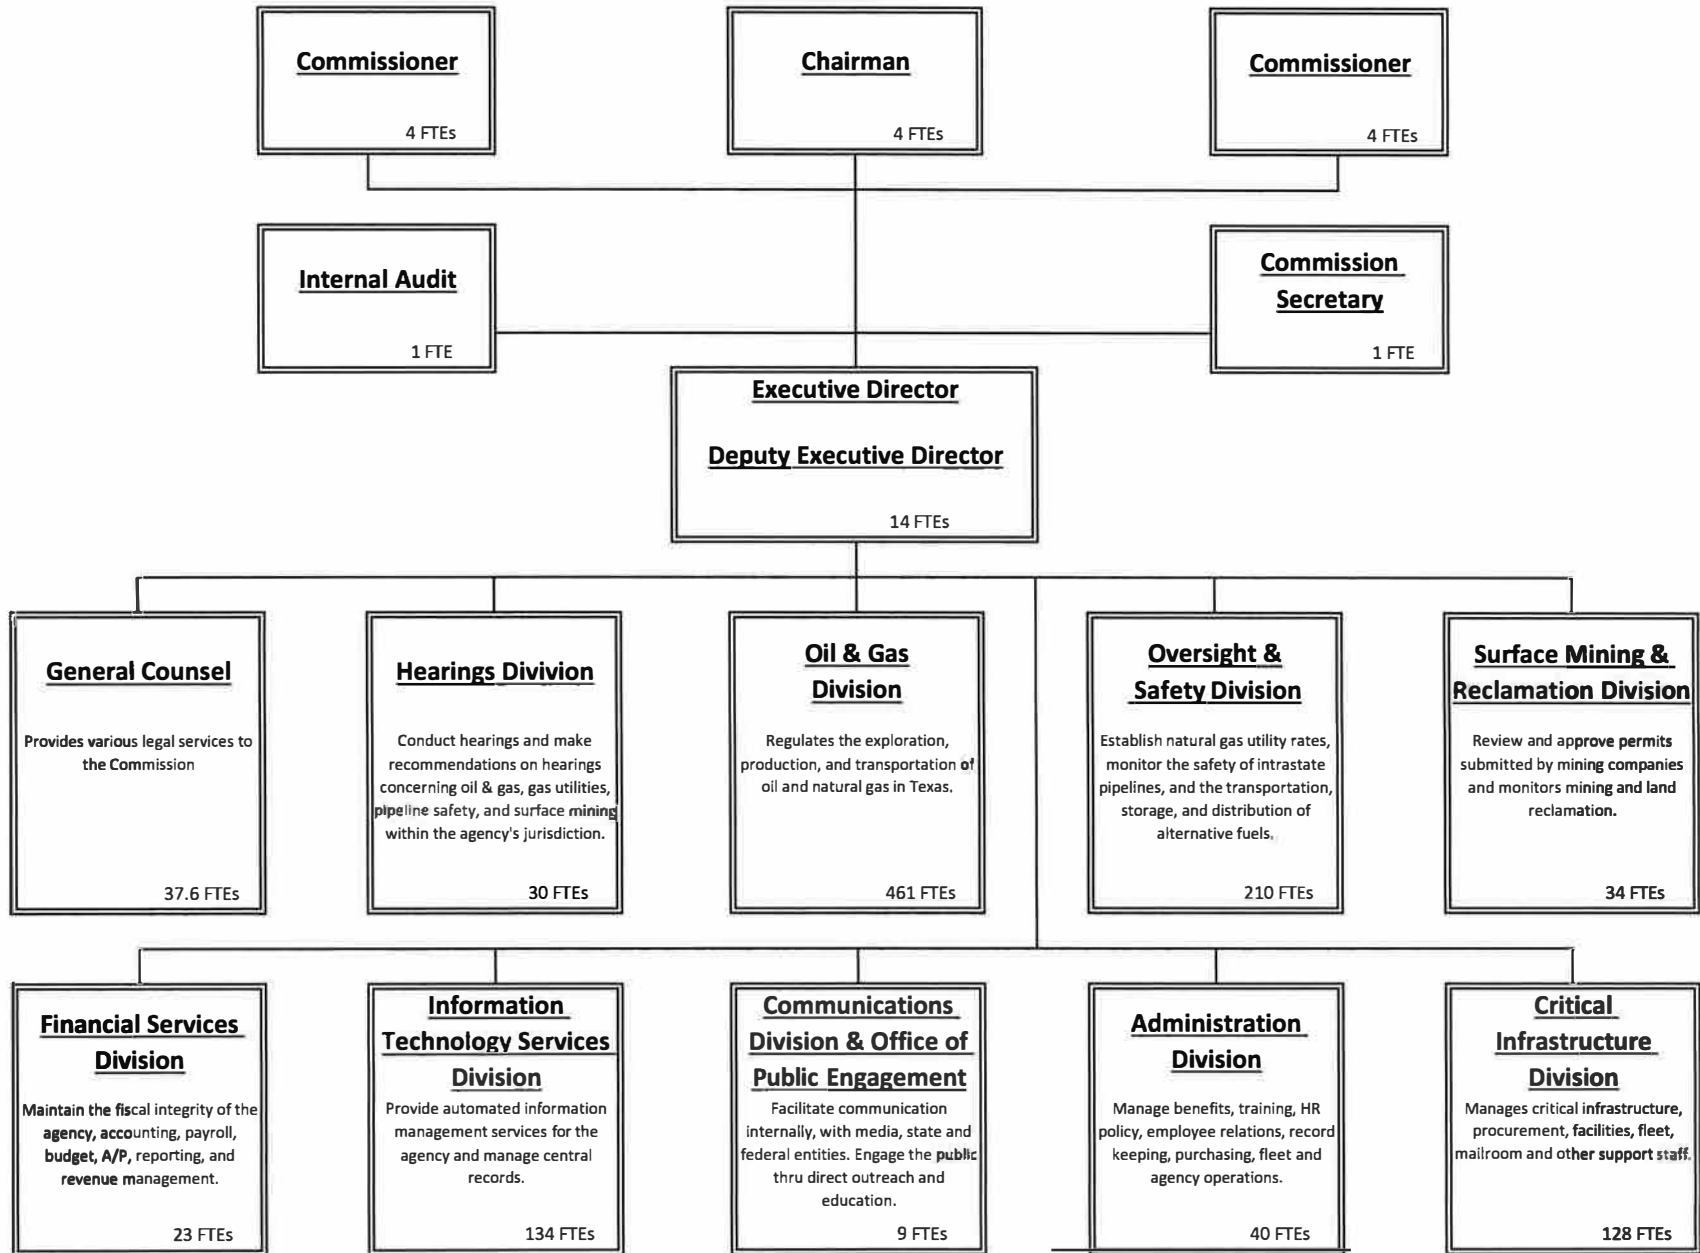 Commissioner
4 FTEs
Chairman
4 FTEs
Commissioner
4 FTEs
Internal Audit
1 FTE
Commission
Secretary
1 FTE
Executive Director
Deputy Executive Director
14 FTEs
General Counsel
Provides various legal services to
the Commission
37.6 FTEs
Hearings Divivion
Conduct hearings and make
recommendations on hearings
concerning oil & gas, gas utilities,
pipeline safety, and surface mining
within the agency's jurisdiction.
30 FTEs
Oil & Gas
Division
Regulates the exploration,
production, and transportation of
oil and natural gas in Texas.
461 FTEs
Oversight &
Safety Division
Establish natural gas utility rates,
monitor the safety of intrastate
pipelines, and the transportation,
storage, and distribution of
alternative fuels.
210 FTEs
Surface Mining &
Reclamation Division
Review and approve permits
submitted by mining companies
and monitors mining and land
reclamation.
34 FTEs
Financial Services
Division
Maintain the fiscal integrity of the
agency, accounting, payroll,
budget, A/P, reporting, and
revenue management.
23 FTEs
Information
Technology Services
Division
Provide automated information
management services for the
agency and manage central
records.
134 FTEs
Communications
Division & Office of
Public Engagement
Facilitate communication
internally, with media, state and
federal entities. Engage the public
thru direct outreach and
education.
9 FTEs
Administration
Division
Manage benefits, training, HR
policy, employee relations, record
keeping, purchasing, fleet and
agency operations.
40 FTEs
Critical
Infrastructure
Division
Manages critical infrastructure,
procurement, facilities, fleet,
mailroom and other support staff.
128 FTEs